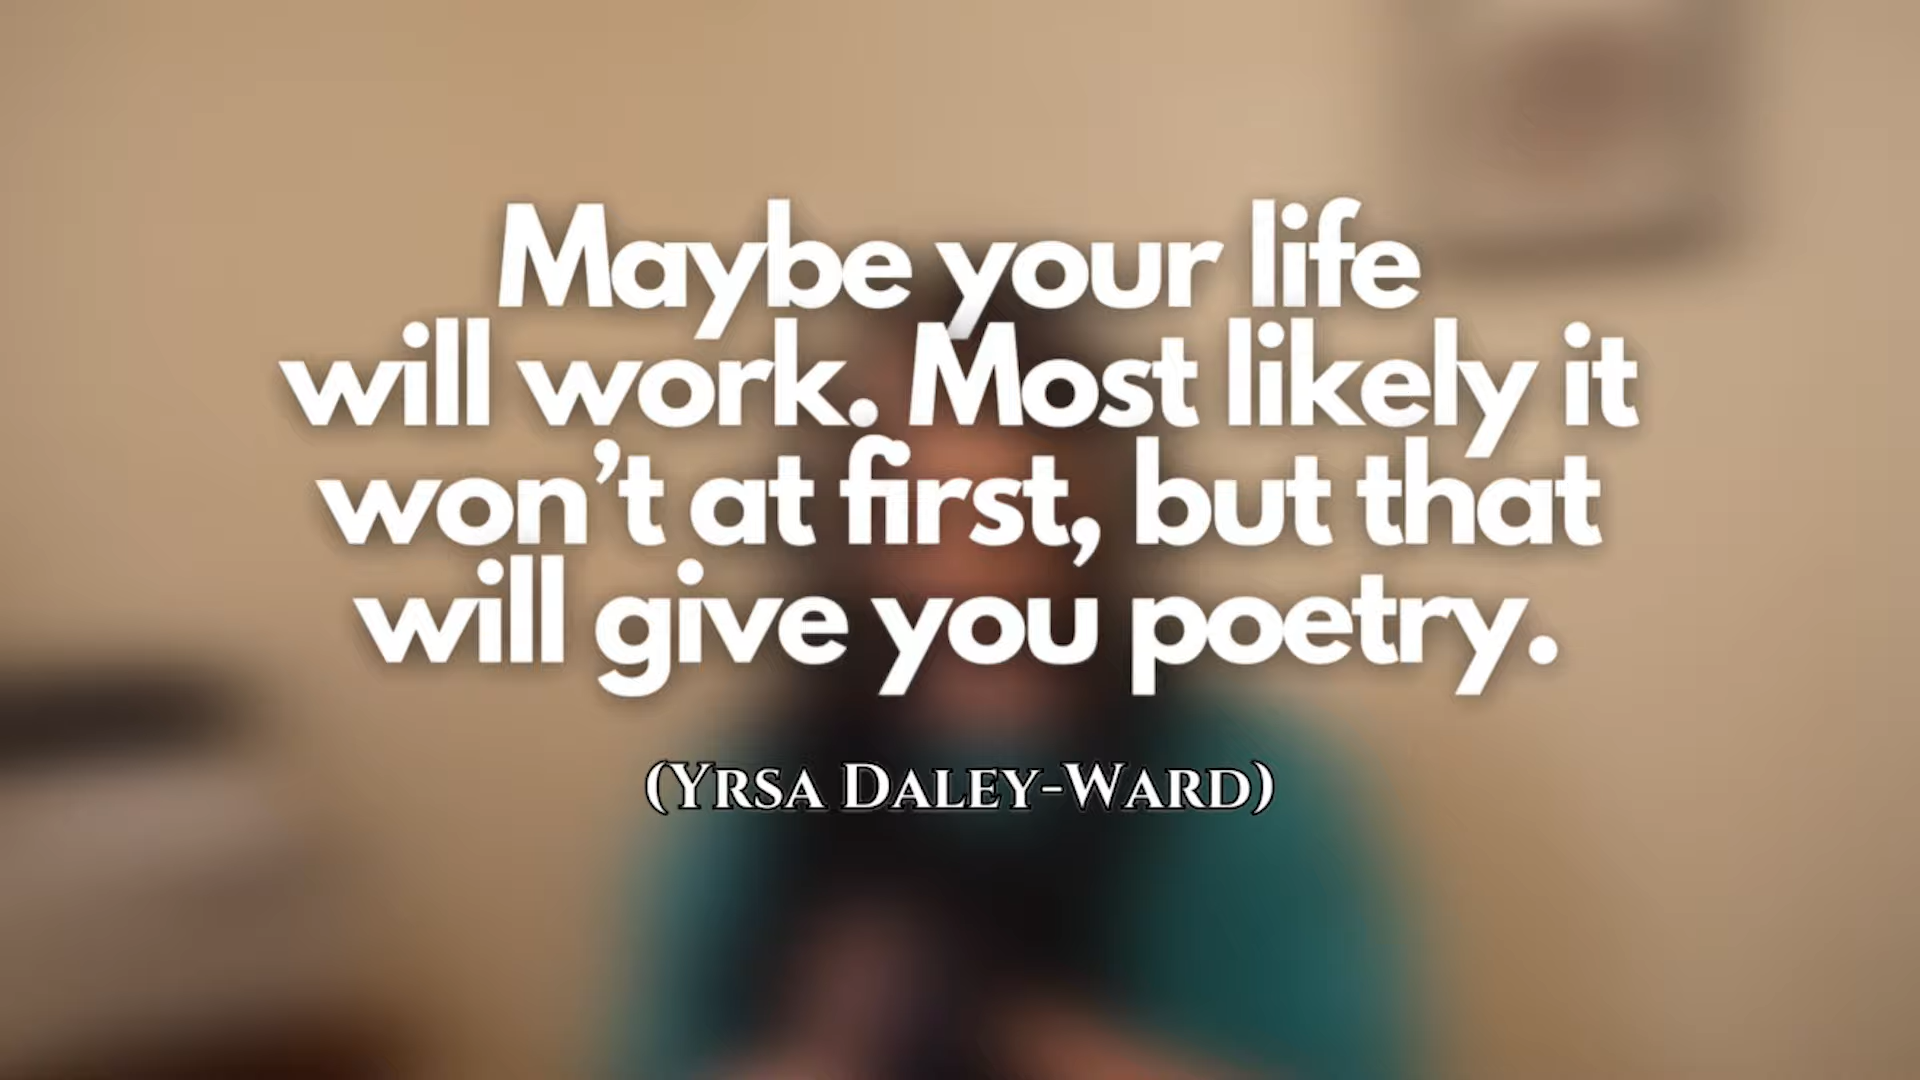 Maybe your life
will work. Most likely it
won’t at first, but that
will give you poetry.
(Yrsa Daley-Ward)